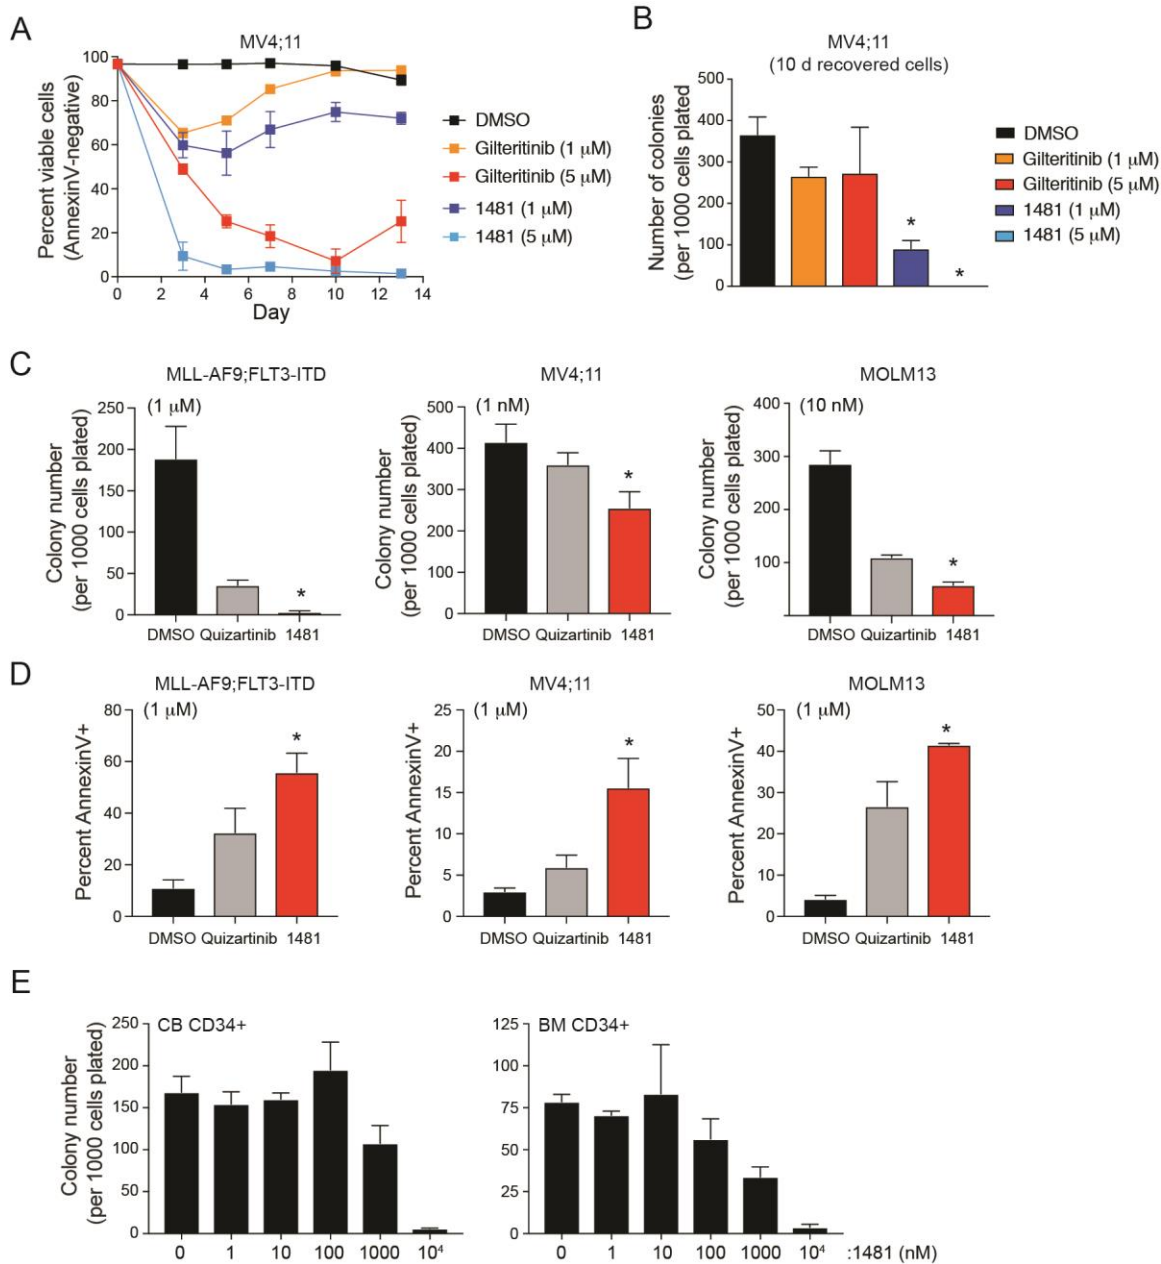 A
MV4;11
Percent viable cells
(AnnexinV-negative)
100
80
60
40
20
0
0 2 4 6 8 10 12 14
Day
DMSO
Gilteritinib (1 μM)
Gilteritinib (5 μM)
1481 (1 μM)
1481 (5 μM)
B
MV4;11
(10 d recovered cells)
Number of colonies
(per 1000 cells plated)
500
400
300
200
100
0
*
*
DMSO
Gilteritinib (1 μM)
Gilteritinib (5 μM)
1481 (1 μM)
1481 (5 μM)
C
MLL-AF9;FLT3-ITD
(1 μM)
Colony number
(per 1000 cells plated)
250
200
150
100
50
0
*
DMSO Quizartinib 1481
MV4;11
(1 nM)
Colony number
(per 1000 cells plated)
500
400
300
200
100
0
*
DMSO Quizartinib 1481
MOLM13
(10 nM)
Colony number
(per 1000 cells plated)
400
300
200
100
*
DMSO Quizartinib 1481
D
MLL-AF9;FLT3-ITD
(1 μM)
Percent AnnexinV+
80
60
40
20
0
*
DMSO Quizartinib 1481
MV4;11
(1 μM)
Percent AnnexinV+
25
20
15
10
5
0
*
DMSO Quizartinib 1481
MOLM13
(1 μM)
Percent AnnexinV+
50
40
30
20
10
0
*
DMSO Quizartinib 1481
E
CB CD34+
Colony number
(per 1000 cells plated)
250
200
150
100
50
0
0 1 10 100 1000 10⁴
BM CD34+
125
100
75
50
25
0
0 1 10 100 1000 10⁴ :1481 (nM)